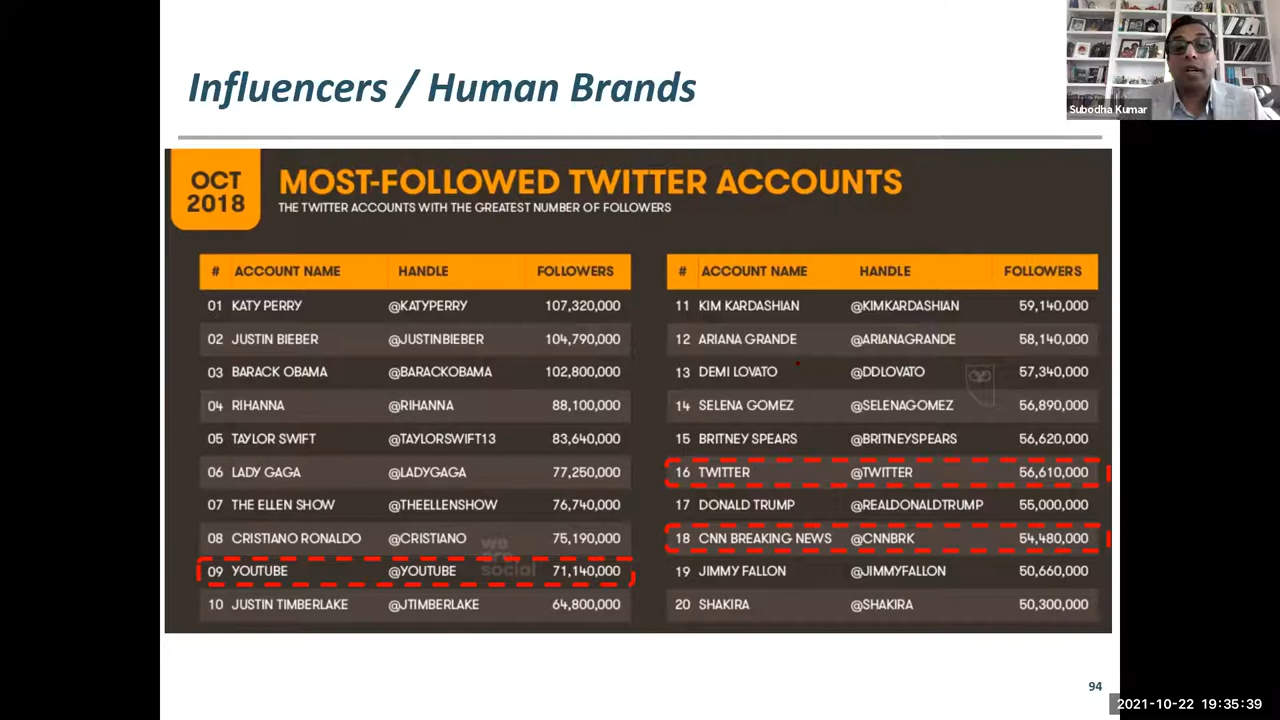 Influencers / Human Brands
Subodha Kumar
OCT
2018
MOST-FOLLOWED TWITTER ACCOUNTS
THE TWITTER ACCOUNTS WITH THE GREATEST NUMBER OF FOLLOWERS
# ACCOUNT NAME HANDLE FOLLOWERS
01 KATY PERRY @KATYPERRY 107,320,000
02 JUSTIN BIEBER @JUSTINBIEBER 104,790,000
03 BARACK OBAMA @BARACKOBAMA 102,800,000
04 RIHANNA @RIHANNA 88,100,000
05 TAYLOR SWIFT @TAYLORSWIFT13 83,640,000
06 LADY GAGA @LADYGAGA 77,250,000
07 THE ELLEN SHOW @THEELLENSHOW 76,740,000
08 CRISTIANO RONALDO @CRISTIANO 75,190,000
09 YOUTUBE @YOUTUBE 71,140,000
10 JUSTIN TIMBERLAKE @JTIMBERLAKE 64,800,000
we
are
social
# ACCOUNT NAME HANDLE FOLLOWERS
11 KIM KARDASHIAN @KIMKARDASHIAN 59,140,000
12 ARIANA GRANDE @ARIANAGRANDE 58,140,000
13 DEMI LOVATO @DDLOVATO 57,340,000
14 SELENA GOMEZ @SELENAGOMEZ 56,890,000
15 BRITNEY SPEARS @BRITNEYSPEARS 56,620,000
16 TWITTER @TWITTER 56,610,000
17 DONALD TRUMP @REALDONALDTRUMP 55,000,000
18 CNN BREAKING NEWS @CNNBRK 54,480,000
19 JIMMY FALLON @JIMMYFALLON 50,660,000
20 SHAKIRA @SHAKIRA 50,300,000
94
2021-10-22 19:35:39